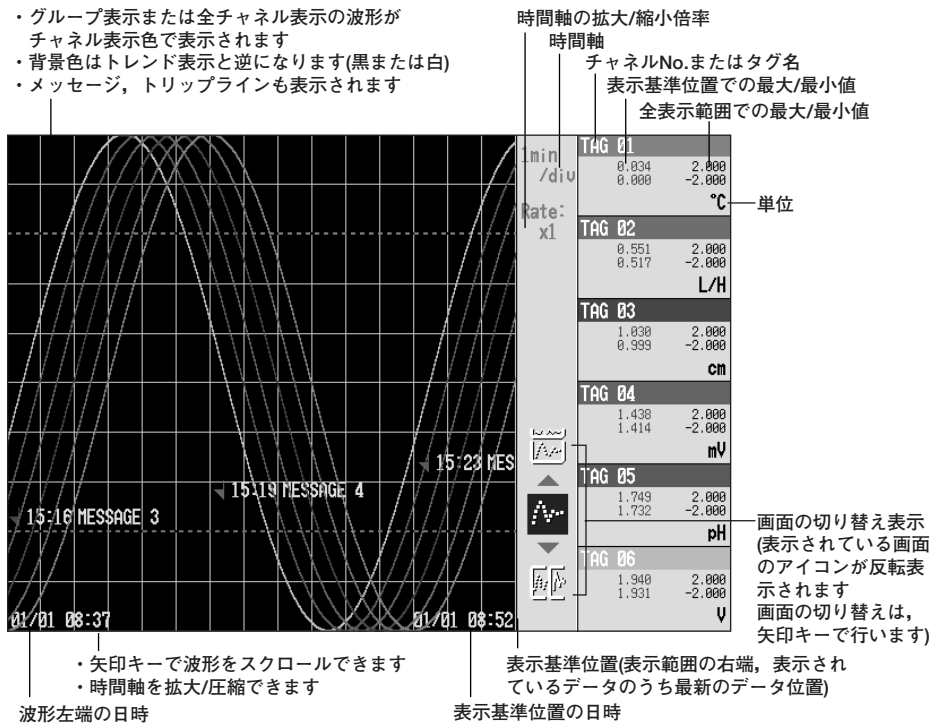 ・グループ表示または全チャネル表示の波形が
チャネル表示色で表示されます
・背景色はトレンド表示と逆になります(黒または白)
・メッセージ，トリップラインも表示されます
時間軸の拡大/縮小倍率
時間軸
チャネルNo.またはタグ名
表示基準位置での最大/最小値
全表示範囲での最大/最小値
1min
/div
Rate:
x1
TAG 01
0.034 2.000
0.000 -2.000
°C
単位
TAG 02
0.551 2.000
0.517 -2.000
L/H
TAG 03
1.030 2.000
0.999 -2.000
cm
TAG 04
1.438 2.000
1.414 -2.000
mV
TAG 05
1.749 2.000
1.732 -2.000
pH
TAG 06
1.940 2.000
1.931 -2.000
V
15:23 MES
15:19 MESSAGE 4
15:16 MESSAGE 3
01/01 08:37
01/01 08:52
画面の切り替え表示
(表示されている画面
のアイコンが反転表
示されます
画面の切り替えは，
矢印キーで行います)
・矢印キーで波形をスクロールできます
・時間軸を拡大/圧縮できます
波形左端の日時
表示基準位置(表示範囲の右端，表示され
ているデータのうち最新のデータ位置)
表示基準位置の日時